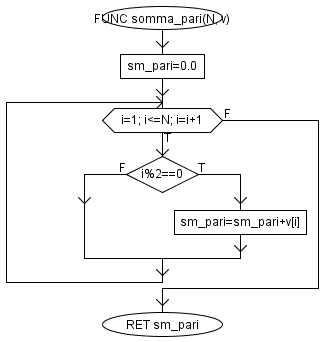 FUNC somma_pari(N,v)
sm_pari=0.0
i=1; i<=N; i=i+1
F
T
i%2==0
F
T
sm_pari=sm_pari+v[i]
RET sm_pari